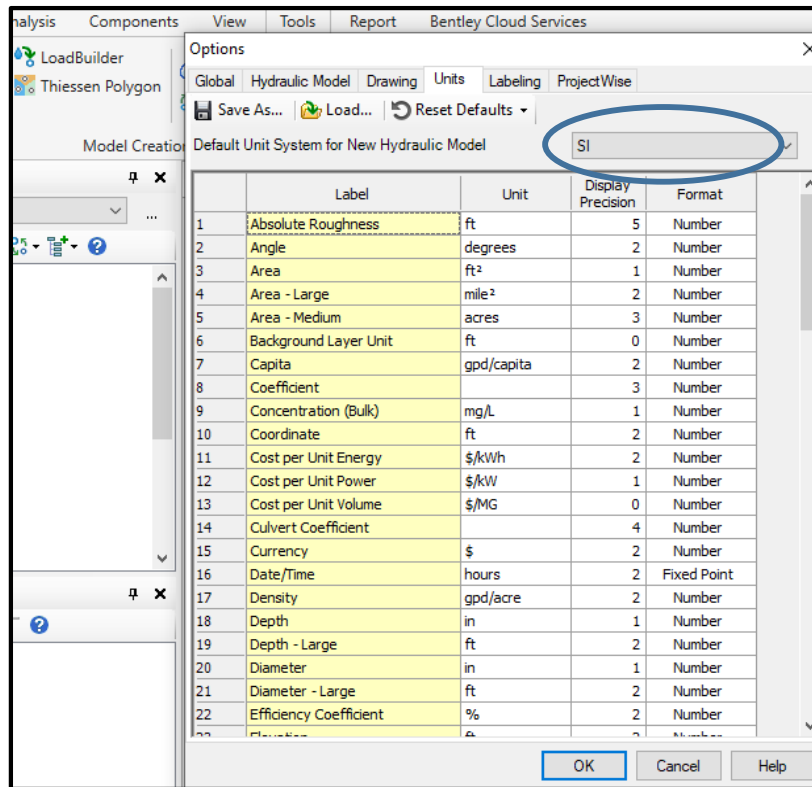 nalysis Components View Tools Report Bentley Cloud Services
LoadBuilder
Thiessen Polygon
Model Creatio
...
Options
Global Hydraulic Model Drawing Units Labeling ProjectWise
Save As... Load... Reset Defaults
Default Unit System for New Hydraulic Model SI
Label Unit Display Precision Format
1 Absolute Roughness ft 5 Number
2 Angle degrees 2 Number
3 Area ft² 1 Number
4 Area - Large mile² 2 Number
5 Area - Medium acres 3 Number
6 Background Layer Unit ft 0 Number
7 Capita gpd/capita 2 Number
8 Coefficient 3 Number
9 Concentration (Bulk) mg/L 1 Number
10 Coordinate ft 2 Number
11 Cost per Unit Energy $/kWh 2 Number
12 Cost per Unit Power $/kW 1 Number
13 Cost per Unit Volume $/MG 0 Number
14 Culvert Coefficient 4 Number
15 Currency $ 2 Number
16 Date/Time hours 2 Fixed Point
17 Density gpd/acre 2 Number
18 Depth in 1 Number
19 Depth - Large ft 2 Number
20 Diameter in 1 Number
21 Diameter - Large ft 2 Number
22 Efficiency Coefficient % 2 Number
OK Cancel Help